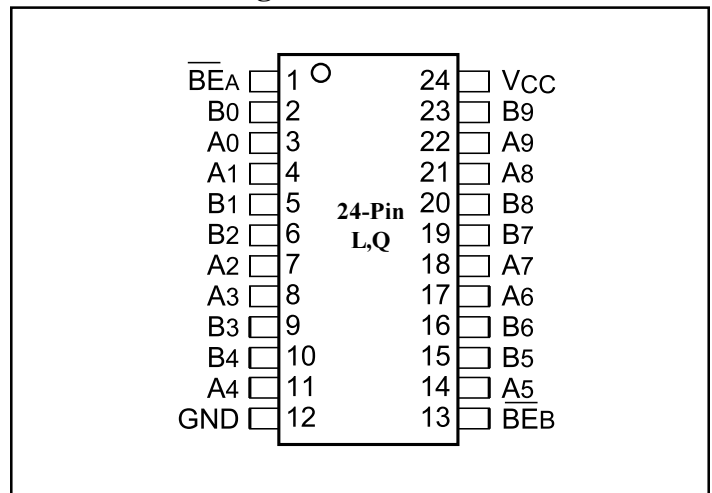 B̅E̅A 1 24 VCC
B0 2 23 B9
A0 3 22 A9
A1 4 21 A8
B1 5 20 B8
24-Pin
B2 6 19 B7
L,Q
A2 7 18 A7
A3 8 17 A6
B3 9 16 B6
B4 10 15 B5
A4 11 14 A5
GND 12 13 B̅E̅B